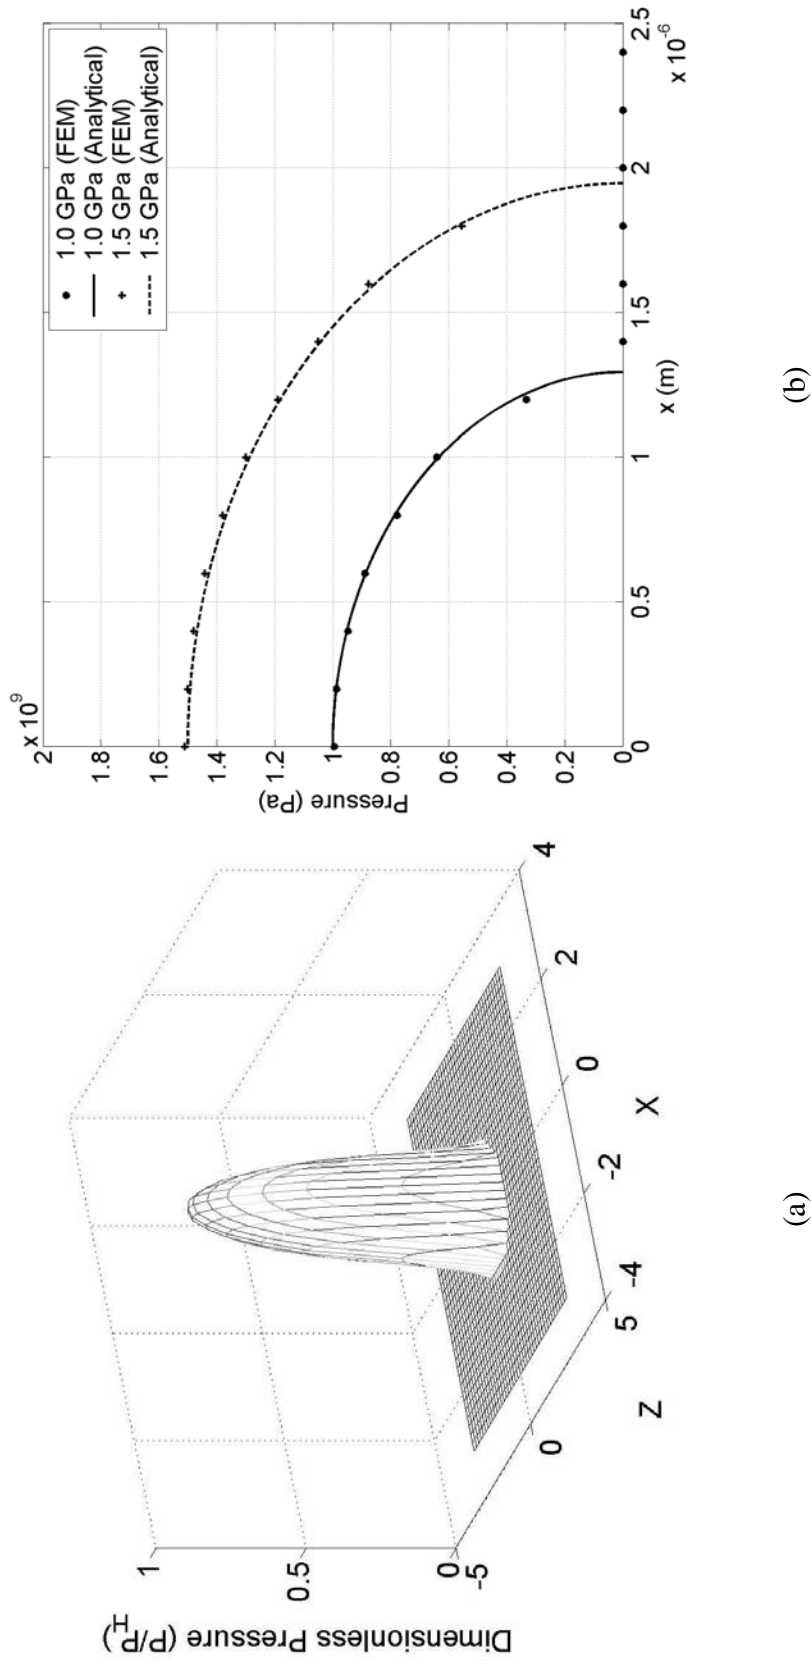 Dimensionless Pressure (P/P_H)
1
0.5
0
-5
0
5
Z
-4
-2
0
2
4
X
(a)
x 10^9
2
1.8
1.6
1.4
1.2
1
0.8
0.6
0.4
0.2
0
Pressure (Pa)
1.0 GPa (FEM)
1.0 GPa (Analytical)
1.5 GPa (FEM)
1.5 GPa (Analytical)
0
0.5
1
1.5
2
2.5
x (m)
x 10^-6
(b)